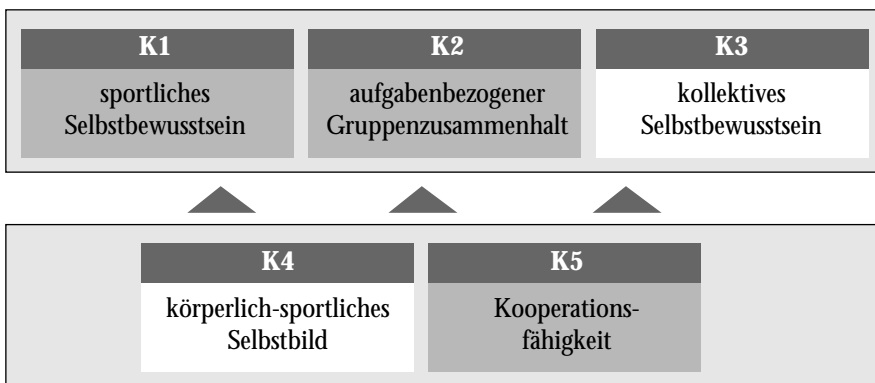 K1
sportliches
Selbstbewusstsein
K2
aufgabenbezogener
Gruppenzusammenhalt
K3
kollektives
Selbstbewusstsein
K4
körperlich-sportliches
Selbstbild
K5
Kooperations-
fähigkeit